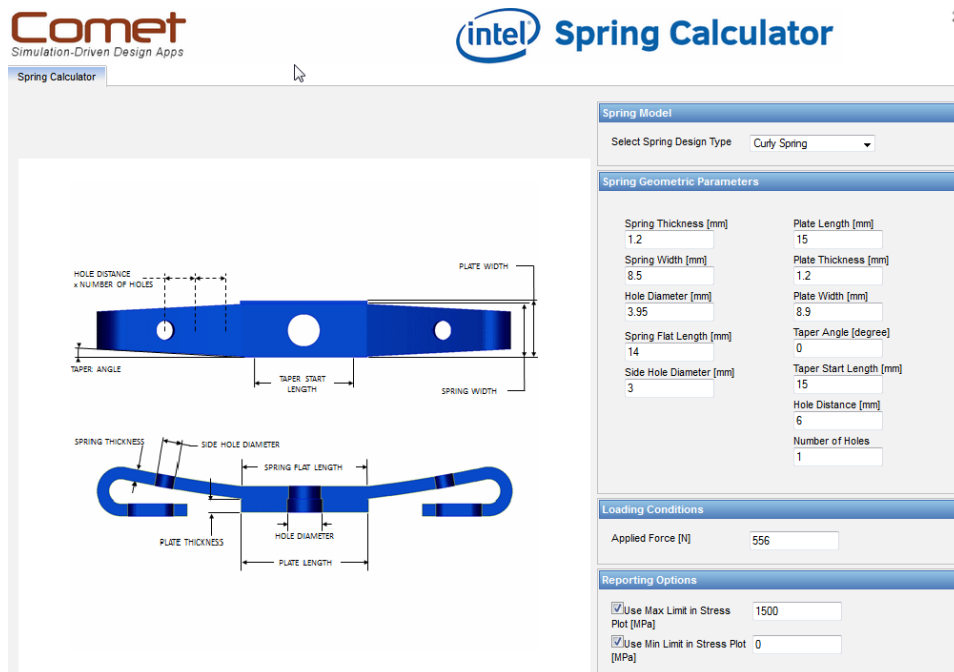 Comet
Simulation-Driven Design Apps
intel Spring Calculator
Spring Calculator
HOLE DISTANCE
x NUMBER OF HOLES
PLATE WIDTH
TAPER ANGLE
TAPER START
LENGTH
SPRING WIDTH
SPRING THICKNESS
SIDE HOLE DIAMETER
SPRING FLAT LENGTH
PLATE THICKNESS
HOLE DIAMETER
PLATE LENGTH
Spring Model
Select Spring Design Type Curly Spring
Spring Geometric Parameters
Spring Thickness [mm]
1.2
Spring Width [mm]
8.5
Hole Diameter [mm]
3.95
Spring Flat Length [mm]
14
Side Hole Diameter [mm]
3
Plate Length [mm]
15
Plate Thickness [mm]
1.2
Plate Width [mm]
8.9
Taper Angle [degree]
0
Taper Start Length [mm]
15
Hole Distance [mm]
6
Number of Holes
1
Loading Conditions
Applied Force [N] 556
Reporting Options
Use Max Limit in Stress
Plot [MPa]
1500
Use Min Limit in Stress Plot
[MPa]
0